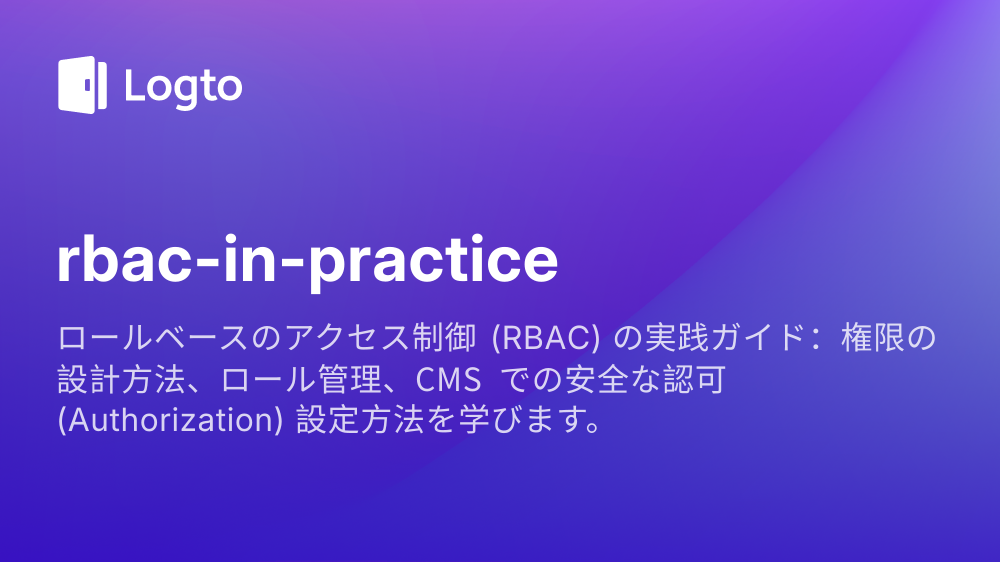 Logto
rbac-in-practice
ロールベースのアクセス制御 (RBAC) の実践ガイド：権限の
設計方法、ロール管理、CMS での安全な認可
(Authorization) 設定方法を学びます。